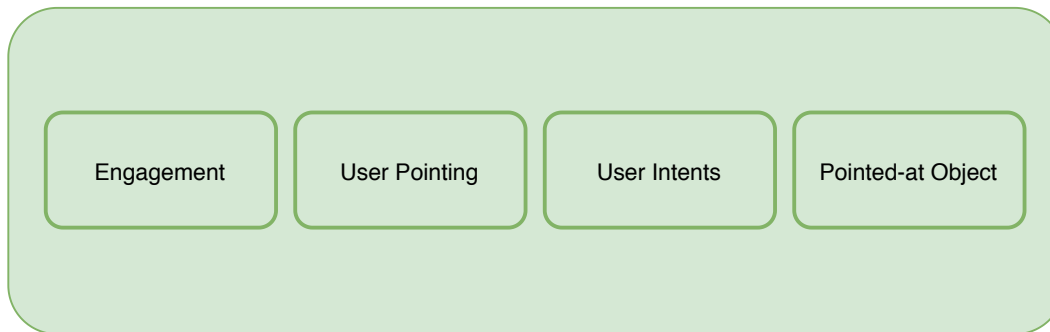 Engagement
User Pointing
User Intents
Pointed-at Object